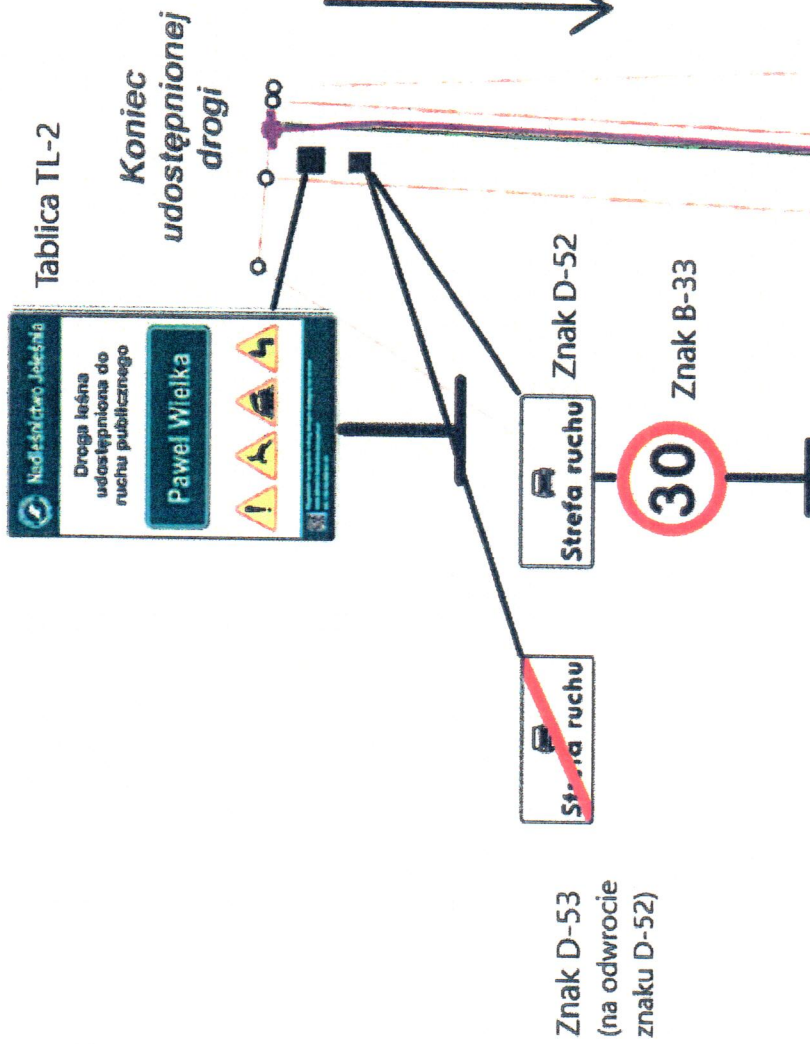 Tablica TL-2
Koniec
udostępnionej
drogi
Nadleśnictwo Jeleśnia
Droga leśna
udostępniona do
ruchu publicznego
Pawel Wielka
Znak D-52
Strefa ruchu
Znak B-33
30
Strefa ruchu
Znak D-53
(na odwrocie
znaku D-52)